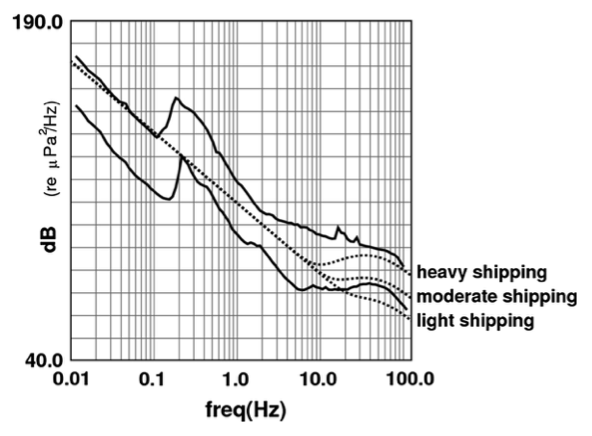 190.0
dB (re μ Pa²/Hz)
40.0
heavy shipping
moderate shipping
light shipping
0.01 0.1 1.0 10.0 100.0
freq(Hz)